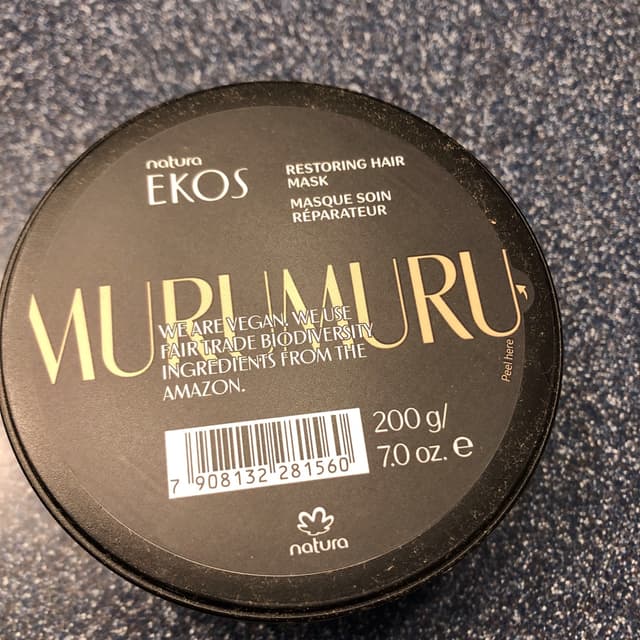 natura
EKOS
RESTORING HAIR
MASK
MASQUE SOIN
RÉPARATEUR
MURUMURU
WE ARE VEGAN. WE USE
FAIR TRADE BIODIVERSITY
INGREDIENTS FROM THE
AMAZON.
Peel here
200 g/
7.0 oz. e
7 908132 281560
natura